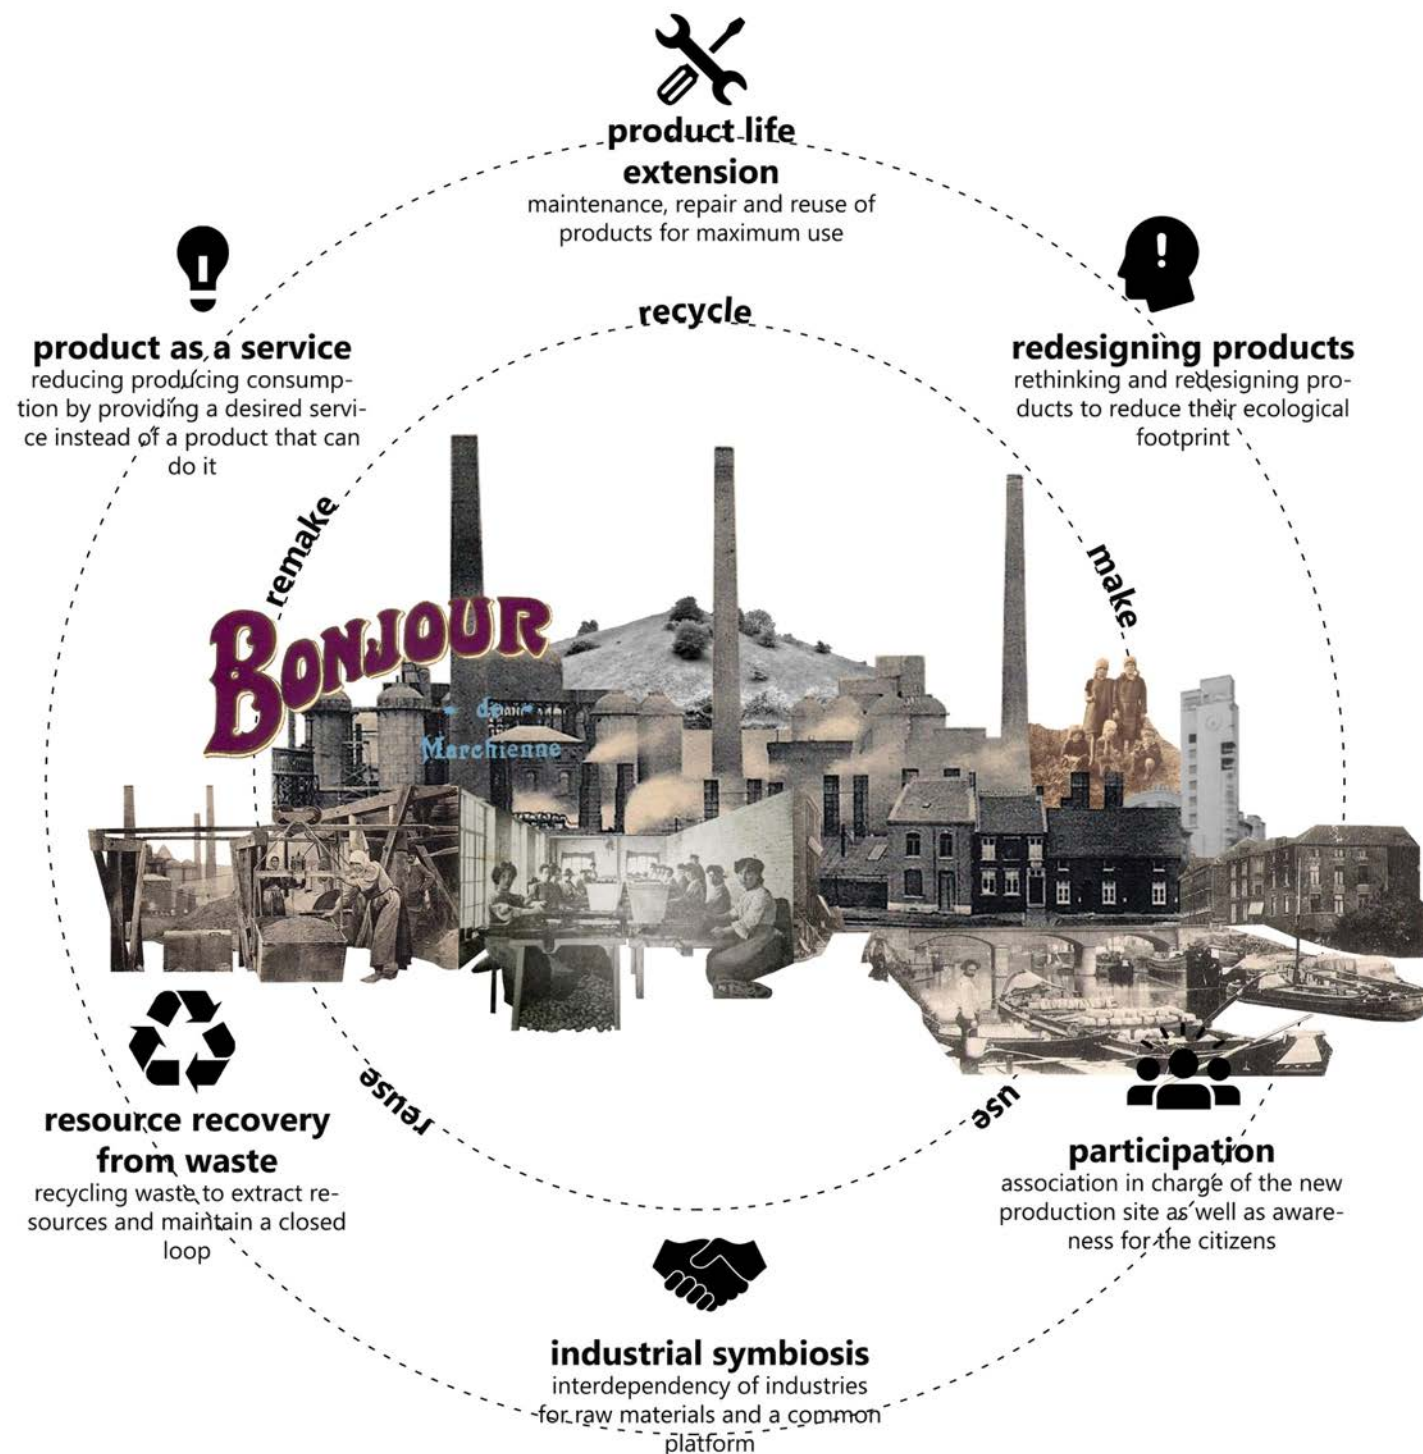 product life
extension
maintenance, repair and reuse of
products for maximum use
product as a service
reducing producing consump-
tion by providing a desired servi-
ce instead of a product that can
do it
redesigning products
rethinking and redesigning pro-
ducts to reduce their ecological
footprint
recycle
remake
make
BONJOUR
- de -
Marchienne
reuse
use
resource recovery
from waste
recycling waste to extract re-
sources and maintain a closed
loop
participation
association in charge of the new
production site as well as aware-
ness for the citizens
industrial symbiosis
interdependency of industries
for raw materials and a common
platform